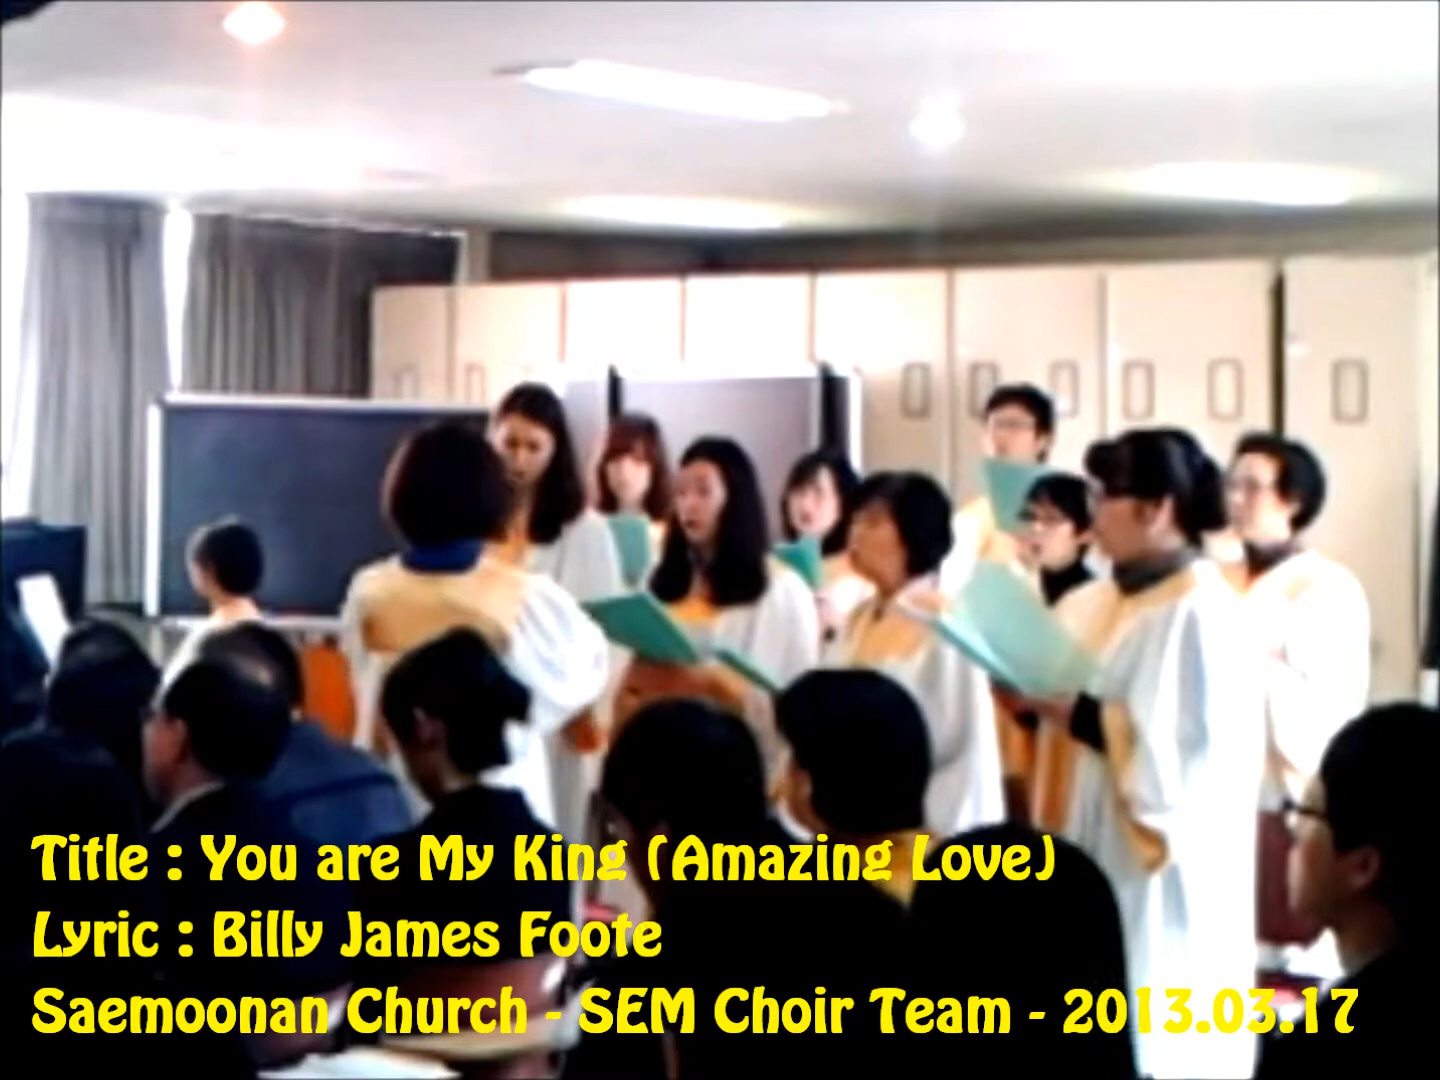 Title : You are My King (Amazing Love)
Lyric : Billy James Foote
Saemoonan Church - SEM Choir Team - 2013.03.17